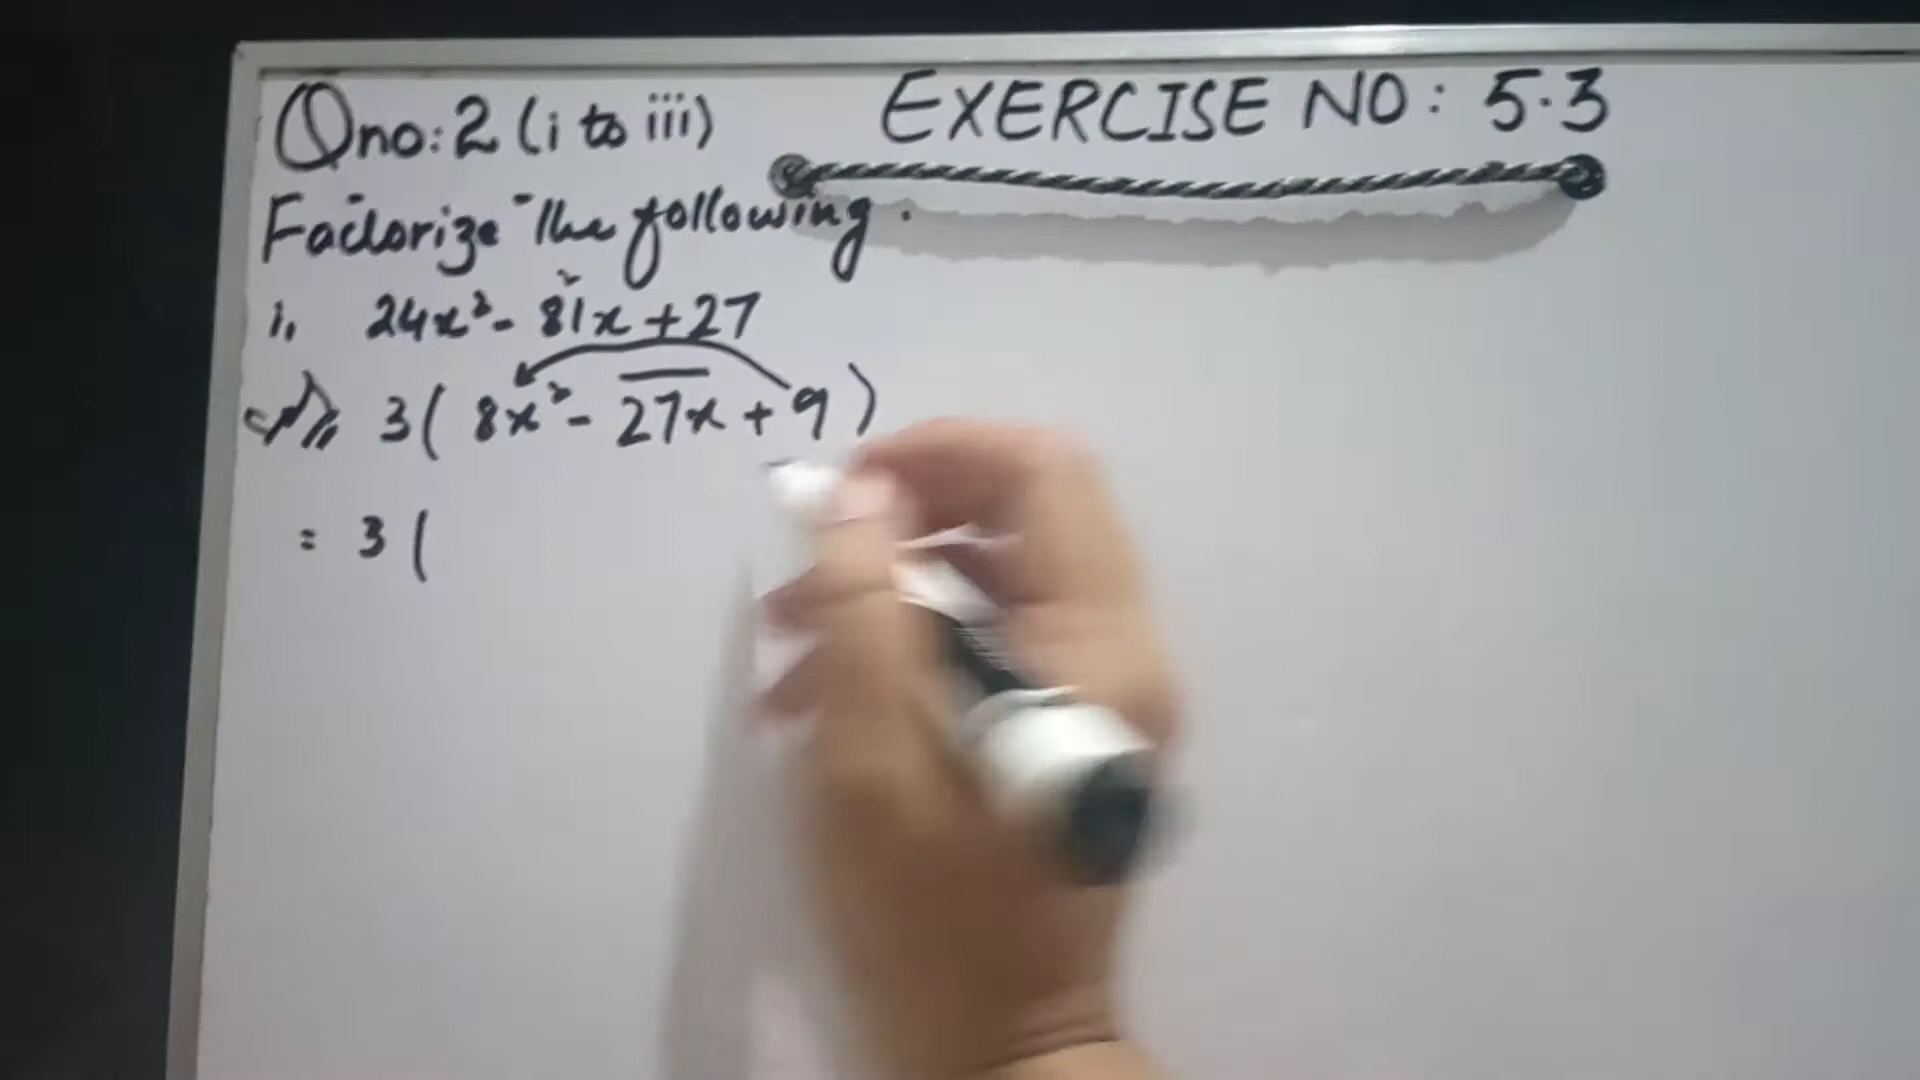 Qno: 2 (i to iii)
EXERCISE NO: 5.3
Factorize the following.
i, 24x² - 81x + 27
3( 8x² - 27x + 9 )
= 3 (